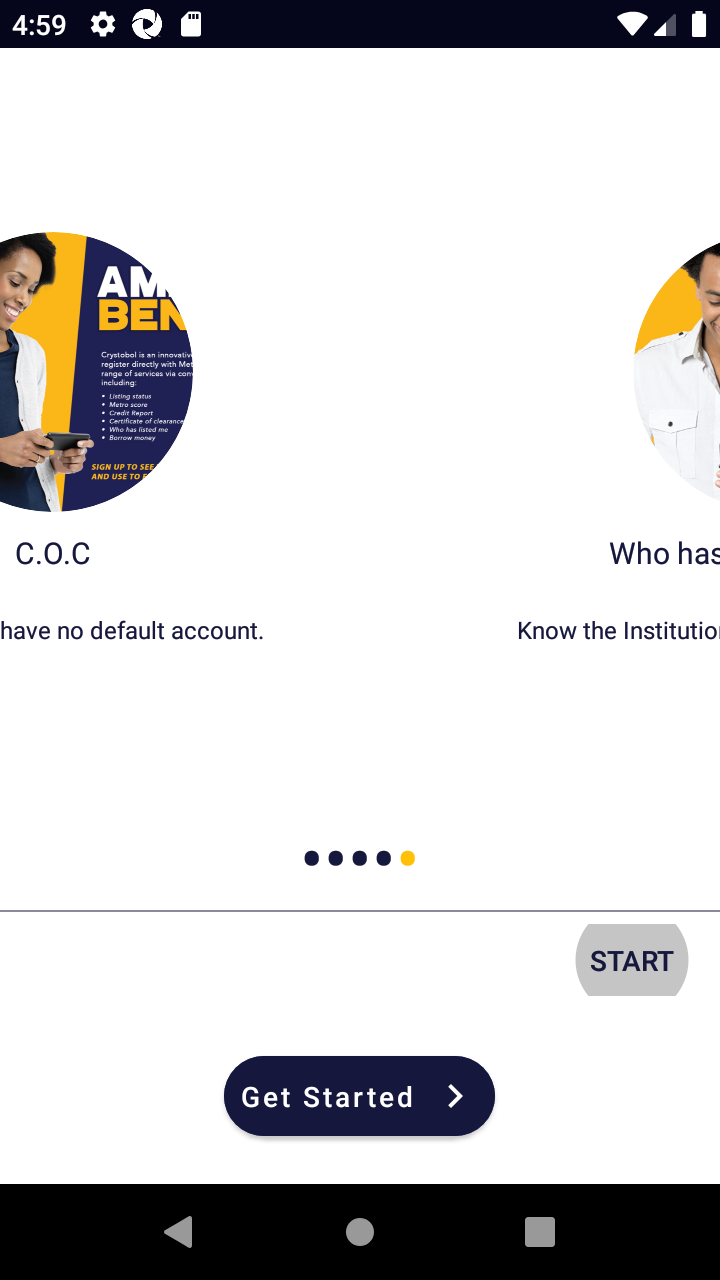 4:59
AM
BEN
Crystobol is an innovativ
register directly with Met
range of services via con
including:
• Listing status
• Metro score
• Credit Report
• Certificate of clearance
• Who has listed me
• Borrow money
SIGN UP TO SEE
AND USE TO
C.O.C
Who has
have no default account.
Know the Institution
START
Get Started